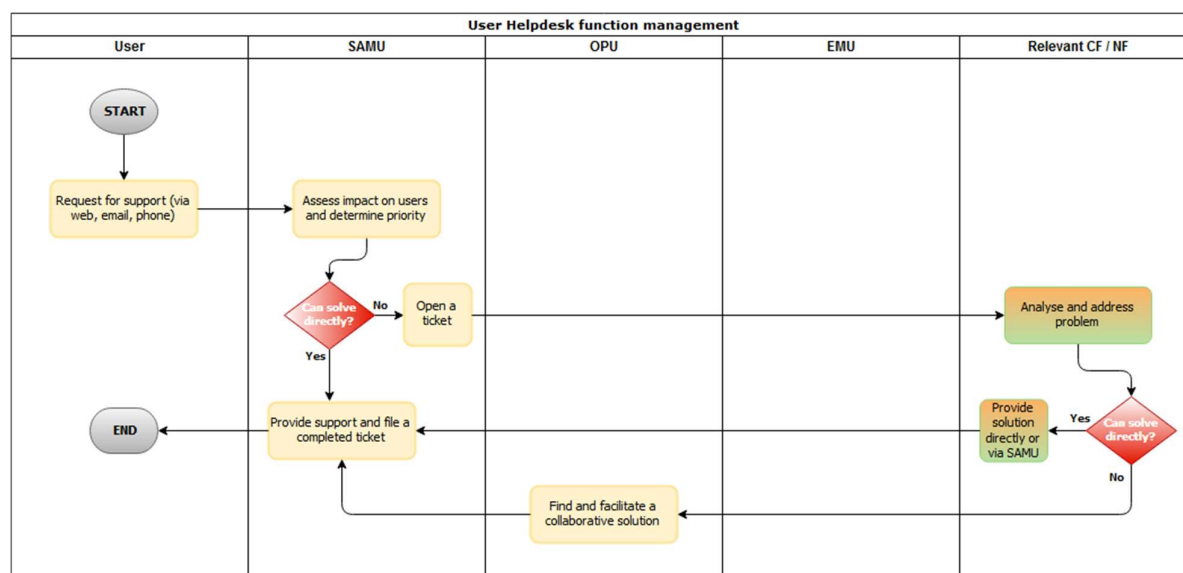 User Helpdesk function management
User
SAMU
OPU
EMU
Relevant CF / NF
START
Request for support (via
web, email, phone)
Assess impact on users
and determine priority
Can solve
directly?
No
Open a
ticket
Analyse and address
problem
Yes
END
Provide support and file a
completed ticket
Provide
solution
directly or
via SAMU
Yes
Can solve
directly?
No
Find and facilitate a
collaborative solution